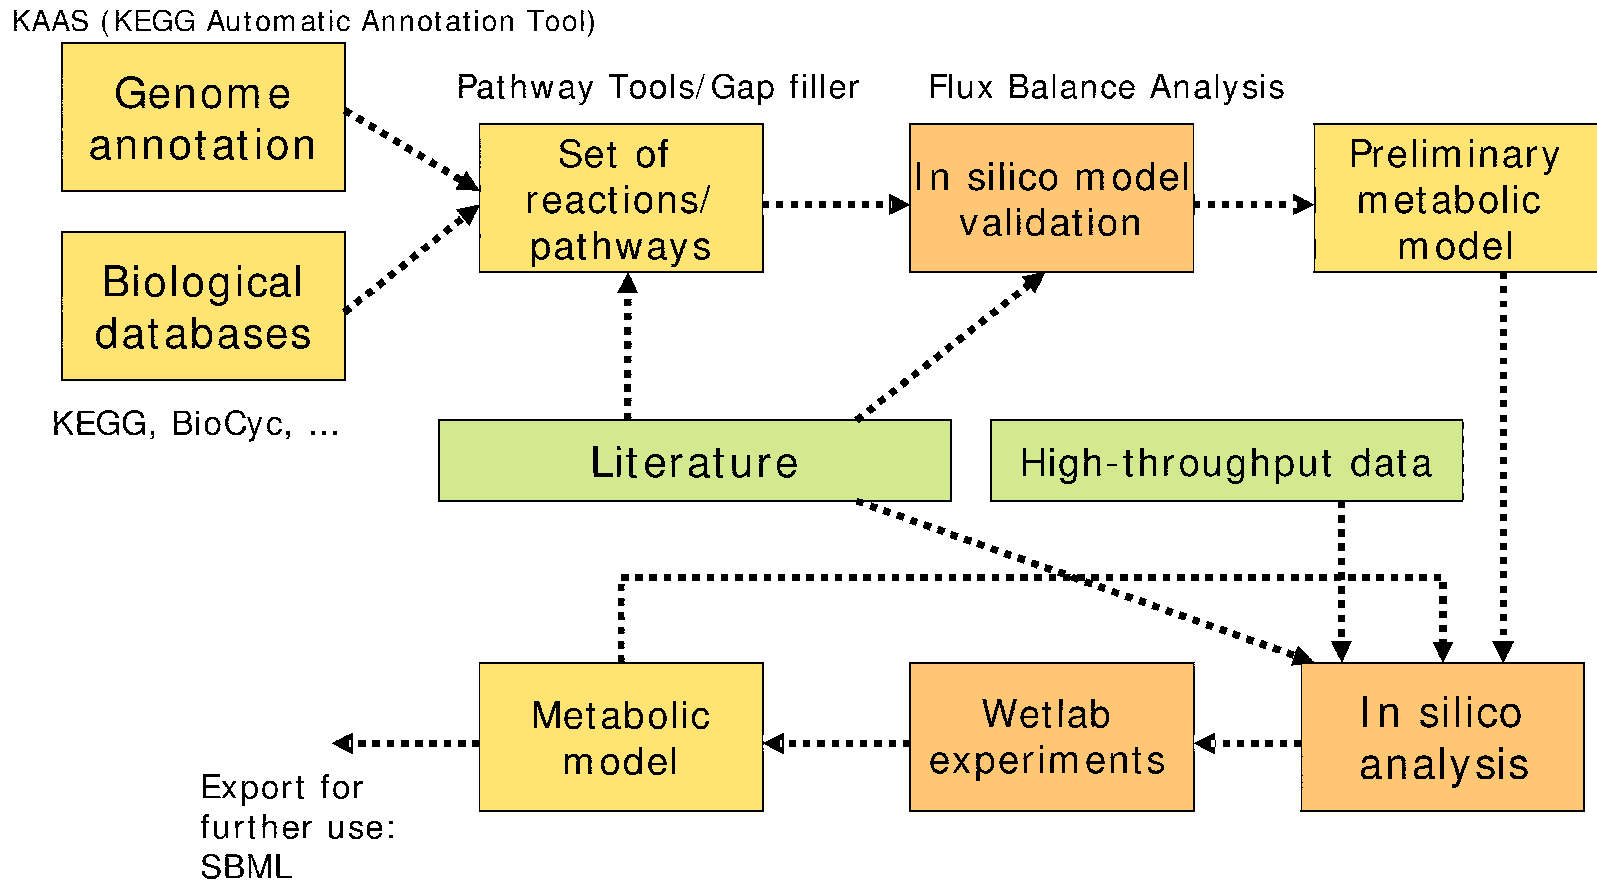 KAAS (KEGG Automatic Annotation Tool)
Genome
annotation
Pathway Tools/Gap filler
Flux Balance Analysis
Set of
reactions/
pathways
In silico model
validation
Preliminary
metabolic
model
Biological
databases
KEGG, BioCyc, ...
Literature
High-throughput data
Metabolic
model
Wetlab
experiments
In silico
analysis
Export for
further use:
SBML